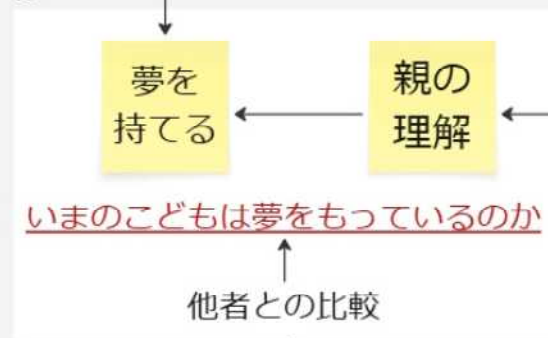 夢を
持てる
親の
理解
いまのこどもは夢をもっているのか
他者との比較